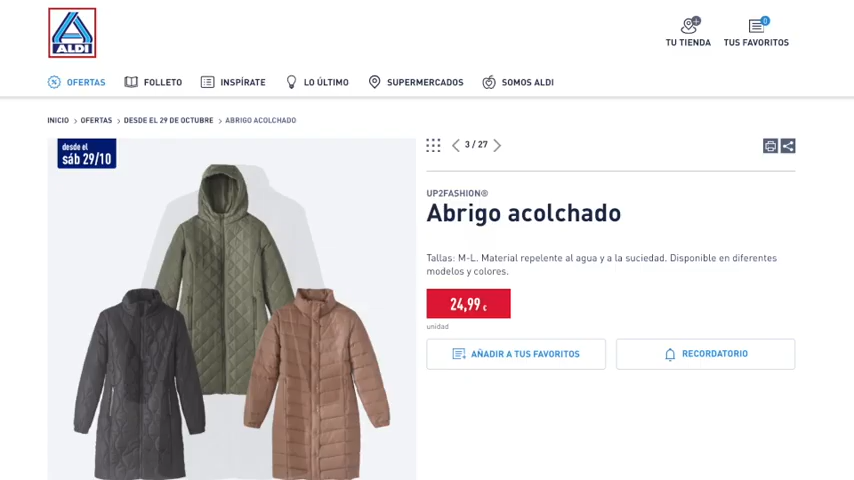 ALDI
TU TIENDA
0
TUS FAVORITOS
OFERTAS
FOLLETO
INSPÍRATE
LO ÚLTIMO
SUPERMERCADOS
SOMOS ALDI
INICIO > OFERTAS > DESDE EL 29 DE OCTUBRE > ABRIGO ACOLCHADO
desde el
sáb 29/10
3 / 27
UP2FASHION®
Abrigo acolchado
Tallas: M-L. Material repelente al agua y a la suciedad. Disponible en diferentes
modelos y colores.
24,99 €
unidad
AÑADIR A TUS FAVORITOS
RECORDATORIO